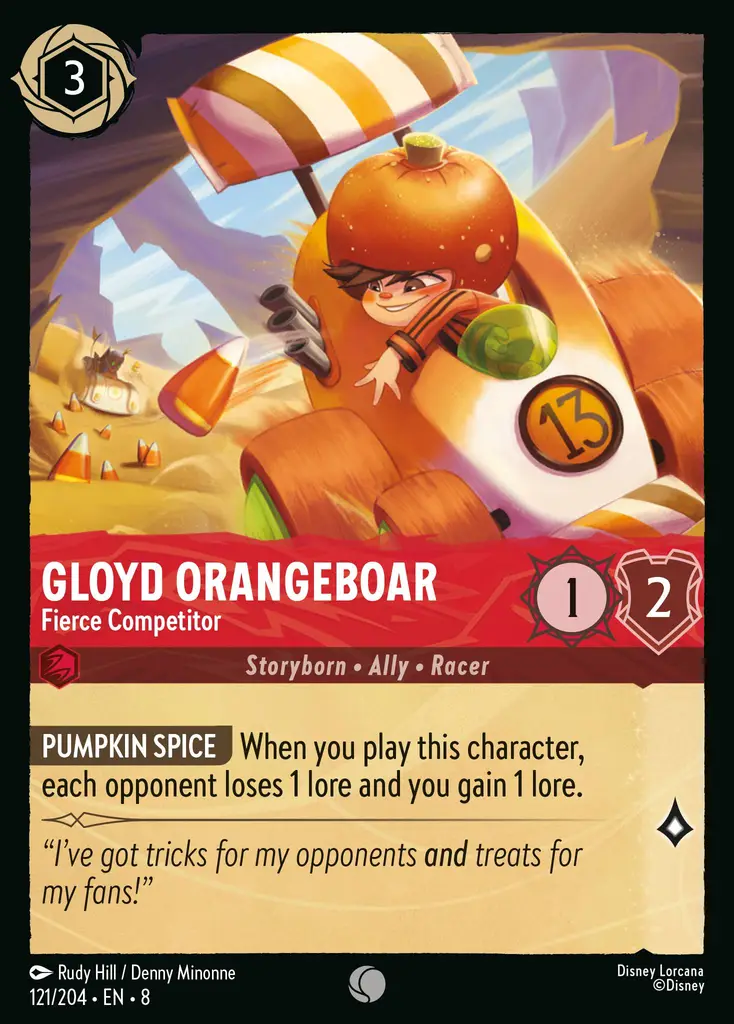 3
13
GLOYD ORANGEBOAR
Fierce Competitor
1
2
Storyborn • Ally • Racer
PUMPKIN SPICE When you play this character,
each opponent loses 1 lore and you gain 1 lore.
“I’ve got tricks for my opponents and treats for
my fans!”
Rudy Hill / Denny Minonne
121/204 • EN • 8
Disney Lorcana
©Disney